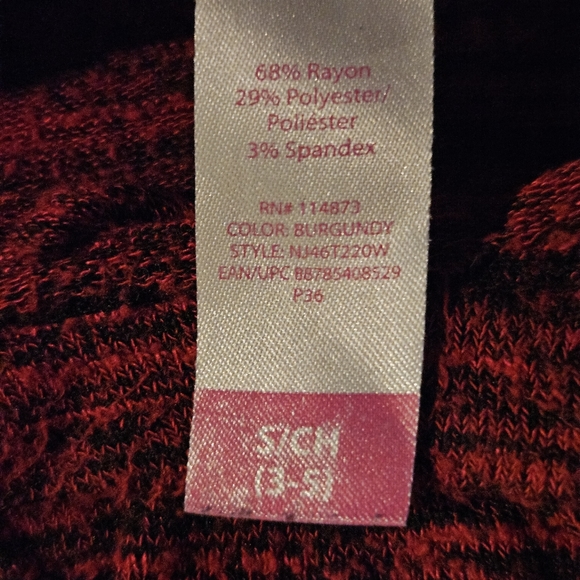 68% Rayon
29% Polyester/
Poliéster
3% Spandex
RN# 114873
COLOR: BURGUNDY
STYLE: NJ46T220W
EAN/UPC 88785408529
P36
S/CH
(3-5)